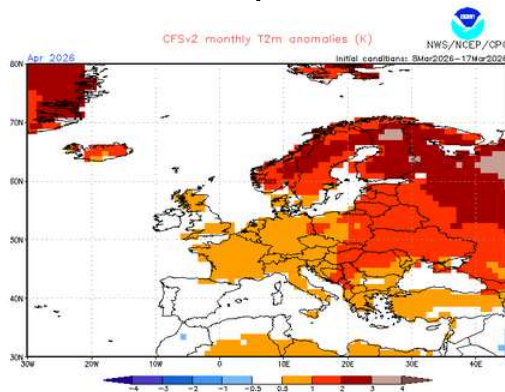 CFSv2 monthly T2m anomalies (K)
NWS/NCEP/CPC
Apr 2026
Initial conditions: 8Mar2026-17Mar2026
80N
70N
60N
50N
40N
30N
30W 20W 10W 0 10E 20E 30E 40E
-4 -3 -2 -1 -0.5 0.5 1 2 3 4